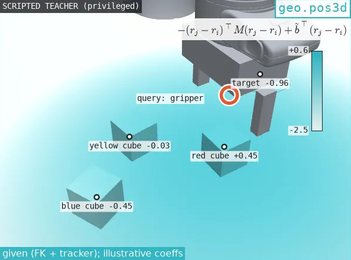 SCRIPTED TEACHER (privileged)
geo.pos3d
−(r_j − r_i)^⊤ M(r_j − r_i) + b̃^⊤(r_j − r_i)
+0.6
target -0.96
query: gripper
-2.5
yellow cube -0.03
red cube +0.45
blue cube -0.45
given (FK + tracker); illustrative coeffs